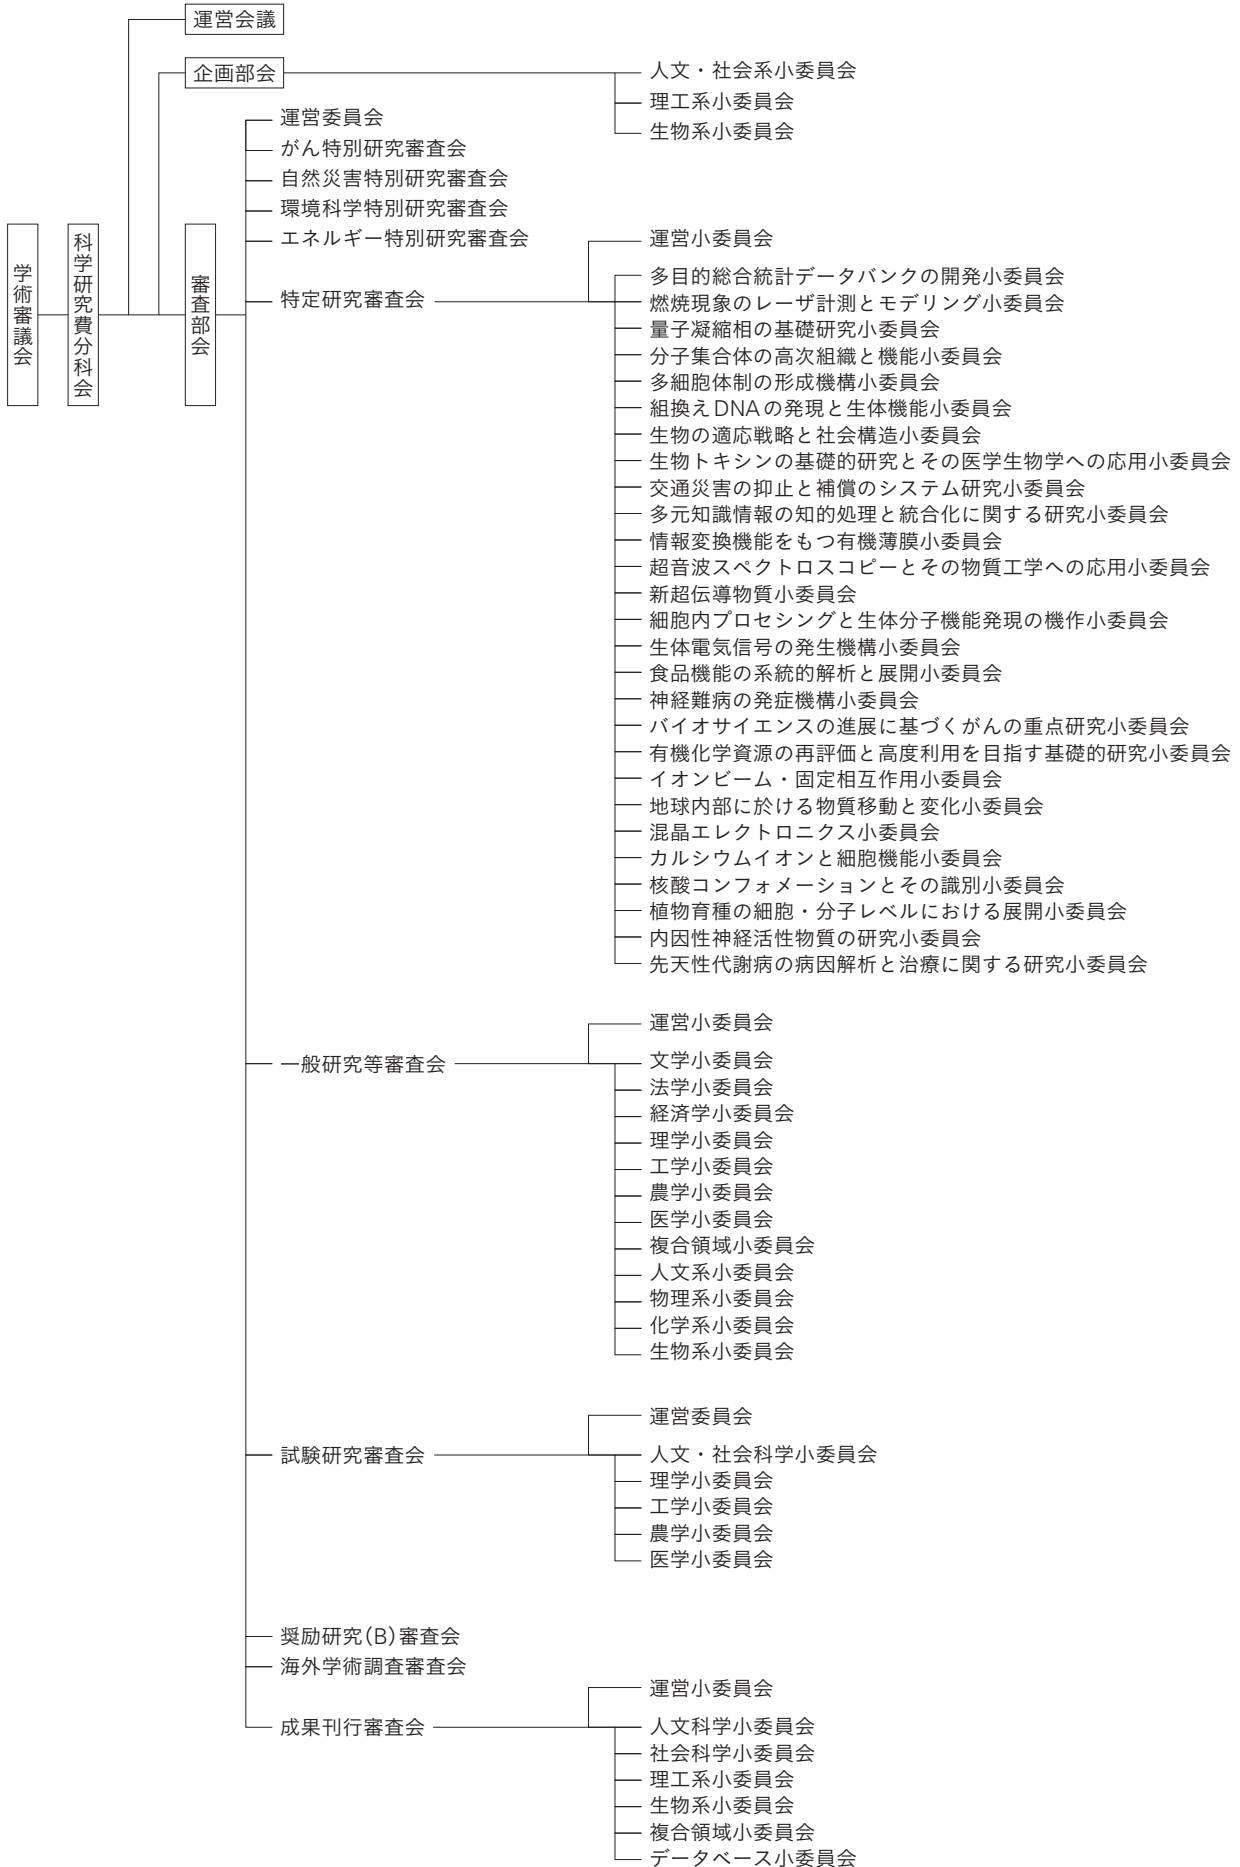 運営会議
企画部会
人文・社会系小委員会
理工系小委員会
生物系小委員会
学術審議会
科学研究費分科会
審査部会
運営委員会
がん特別研究審査会
自然災害特別研究審査会
環境科学特別研究審査会
エネルギー特別研究審査会
特定研究審査会
運営小委員会
多目的総合統計データバンクの開発小委員会
燃焼現象のレーザ計測とモデリング小委員会
量子凝縮相の基礎研究小委員会
分子集合体の高次組織と機能小委員会
多細胞体制の形成機構小委員会
組換えDNAの発現と生体機能小委員会
生物の適応戦略と社会構造小委員会
生物トキシンの基礎的研究とその医学生物学への応用小委員会
交通災害の抑止と補償のシステム研究小委員会
多元知識情報の知的処理と統合化に関する研究小委員会
情報変換機能をもつ有機薄膜小委員会
超音波スペクトロスコピーとその物質工学への応用小委員会
新超伝導物質小委員会
細胞内プロセシングと生体分子機能発現の機作小委員会
生体電気信号の発生機構小委員会
食品機能の系統的解析と展開小委員会
神経難病の発症機構小委員会
バイオサイエンスの進展に基づくがんの重点研究小委員会
有機化学資源の再評価と高度利用を目指す基礎的研究小委員会
イオンビーム・固定相互作用小委員会
地球内部に於ける物質移動と変化小委員会
混晶エレクトロニクス小委員会
カルシウムイオンと細胞機能小委員会
核酸コンフォメーションとその識別小委員会
植物育種の細胞・分子レベルにおける展開小委員会
内因性神経活性物質の研究小委員会
先天性代謝病の病因解析と治療に関する研究小委員会
一般研究等審査会
運営小委員会
文学小委員会
法学小委員会
経済学小委員会
理学小委員会
工学小委員会
農学小委員会
医学小委員会
複合領域小委員会
人文系小委員会
物理系小委員会
化学系小委員会
生物系小委員会
試験研究審査会
運営委員会
人文・社会科学小委員会
理学小委員会
工学小委員会
農学小委員会
医学小委員会
奨励研究(B)審査会
海外学術調査審査会
成果刊行審査会
運営小委員会
人文科学小委員会
社会科学小委員会
理工系小委員会
生物系小委員会
複合領域小委員会
データベース小委員会